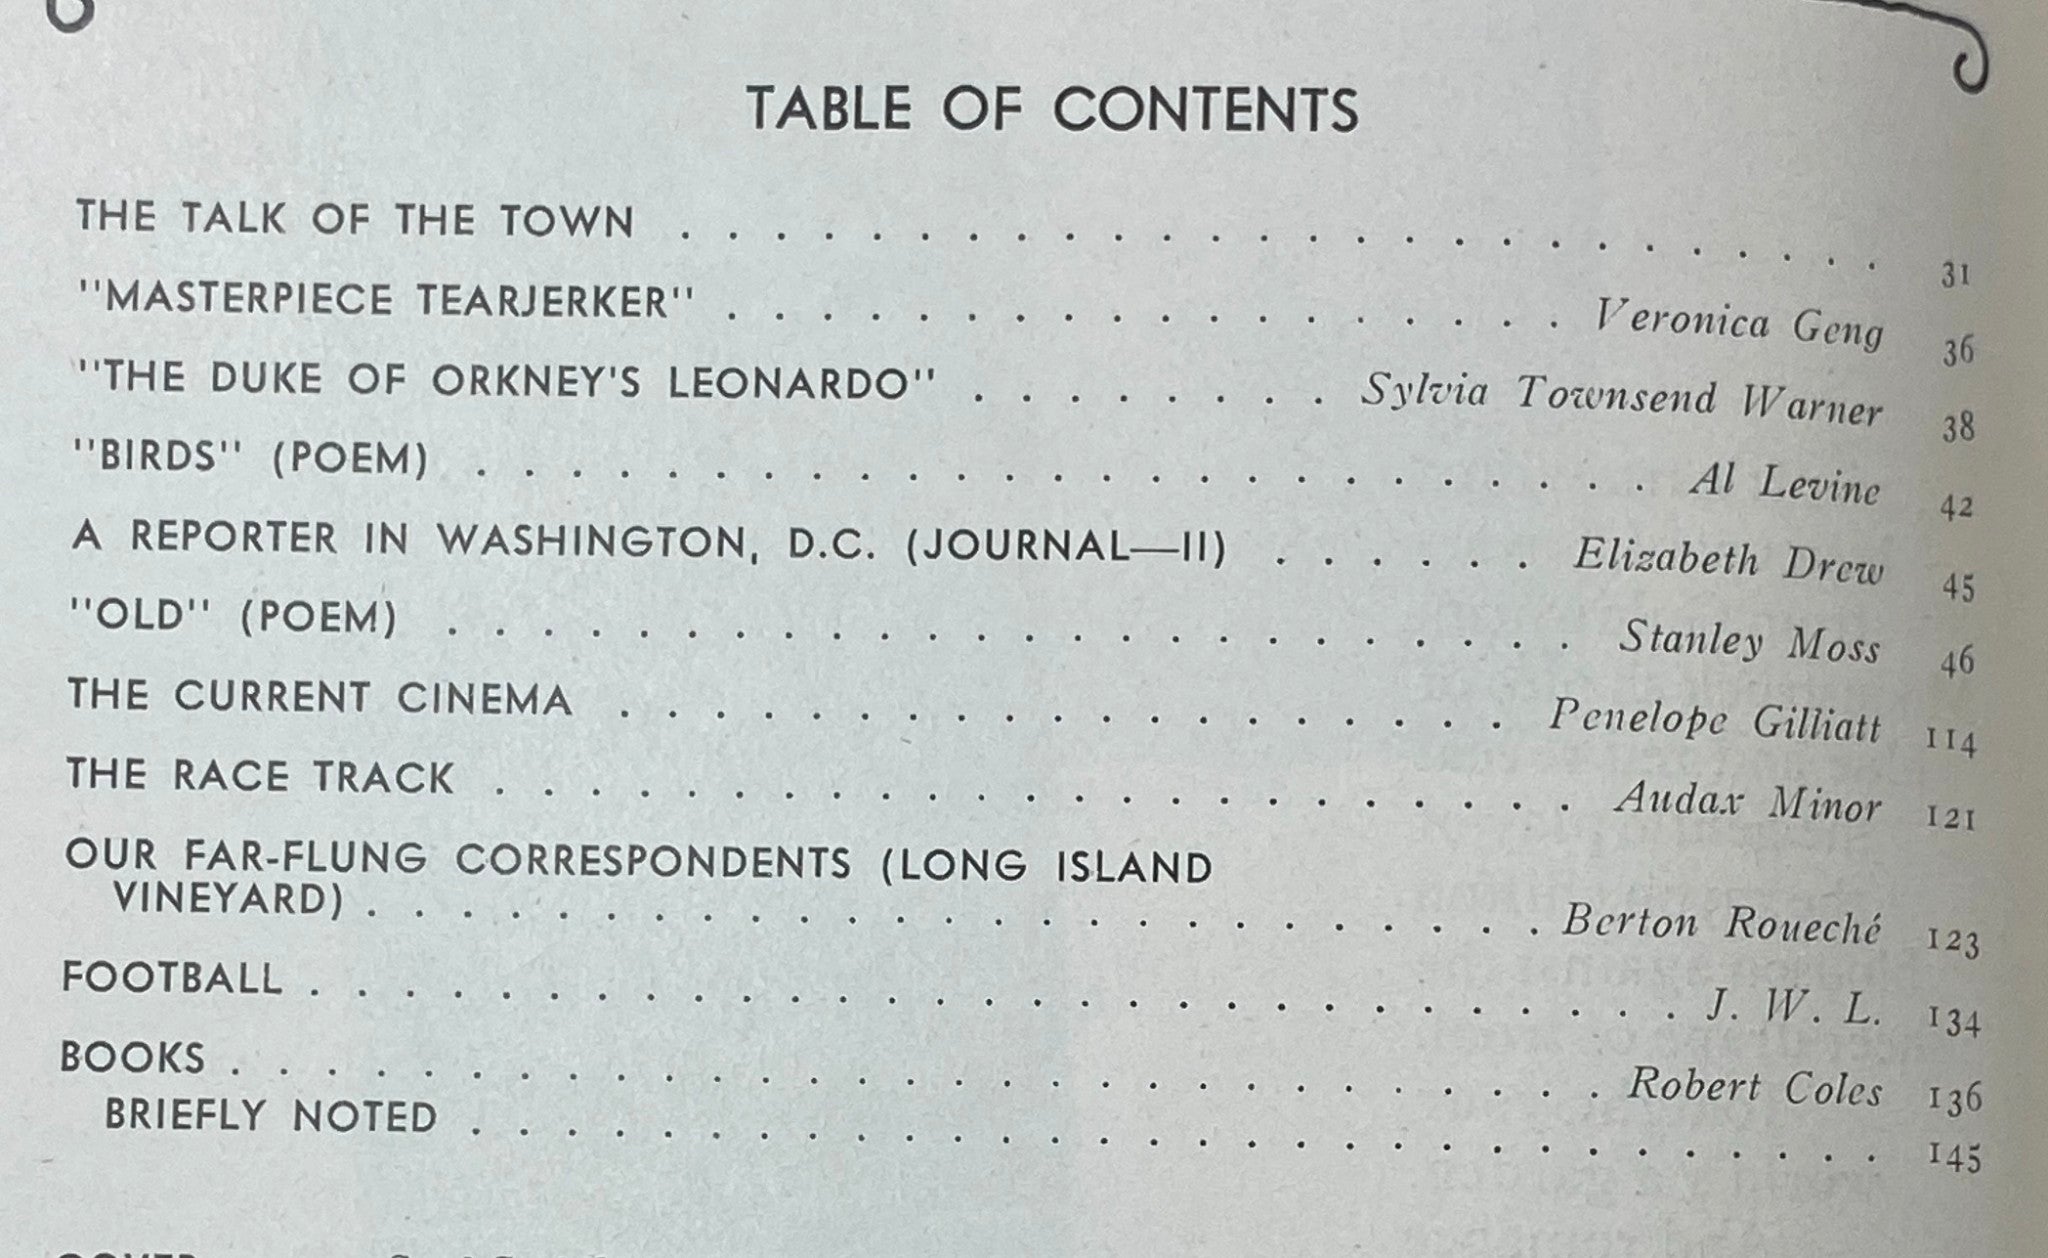 TABLE OF CONTENTS
THE TALK OF THE TOWN . . . . . . . . . . . . . . . . . . . . . . . . . . 31
"MASTERPIECE TEARJERKER" . . . . . . . . . . . . . . . . . . Veronica Geng 36
"THE DUKE OF ORKNEY'S LEONARDO" . . . . . . . . Sylvia Townsend Warner 38
"BIRDS" (POEM) . . . . . . . . . . . . . . . . . . . . . . . . . Al Levine 42
A REPORTER IN WASHINGTON, D.C. (JOURNAL—II) . . . . . . Elizabeth Drew 45
"OLD" (POEM) . . . . . . . . . . . . . . . . . . . . . . . . Stanley Moss 46
THE CURRENT CINEMA . . . . . . . . . . . . . . . . . . . Penelope Gilliatt 114
THE RACE TRACK . . . . . . . . . . . . . . . . . . . . . . . Audax Minor 121
OUR FAR-FLUNG CORRESPONDENTS (LONG ISLAND
VINEYARD) . . . . . . . . . . . . . . . . . . . . . . . . . Berton Roueché 123
FOOTBALL . . . . . . . . . . . . . . . . . . . . . . . . . . . . . J. W. L. 134
BOOKS . . . . . . . . . . . . . . . . . . . . . . . . . . . . . Robert Coles 136
BRIEFLY NOTED . . . . . . . . . . . . . . . . . . . . . . . . . . . . . . 145